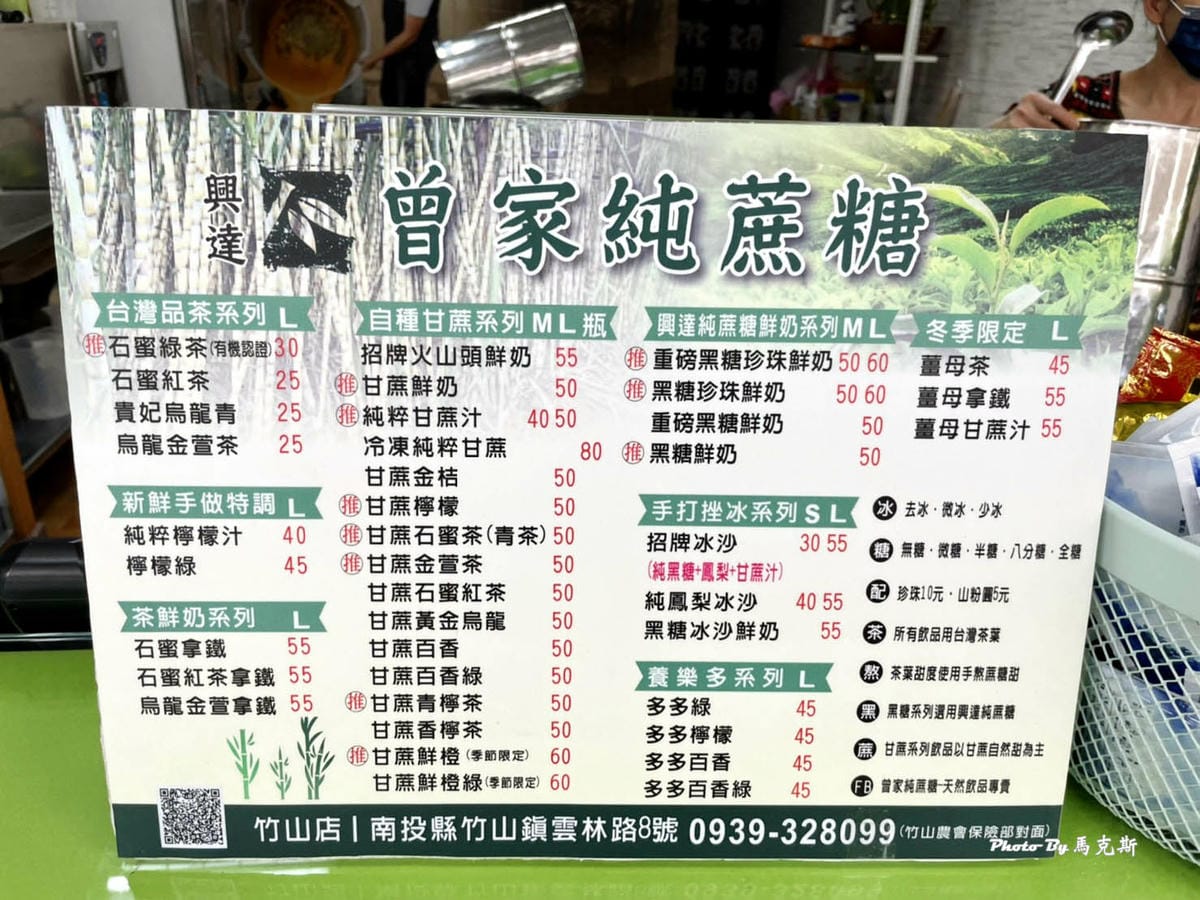 興達 曾家純蔗糖
台灣品茶系列 L
推 石蜜綠茶(有機認證) 30
石蜜紅茶 25
貴妃烏龍青 25
烏龍金萱茶 25
新鮮手做特調 L
純粹檸檬汁 40
檸檬綠 45
茶鮮奶系列 L
石蜜拿鐵 55
石蜜紅茶拿鐵 55
烏龍金萱拿鐵 55
自種甘蔗系列 M L 瓶
招牌火山頭鮮奶 55
推 甘蔗鮮奶 50
推 純粹甘蔗汁 40 50
冷凍純粹甘蔗 80
甘蔗金桔 50
推 甘蔗檸檬 50
推 甘蔗石蜜茶(青茶) 50
推 甘蔗金萱茶 50
甘蔗石蜜紅茶 50
甘蔗黃金烏龍 50
甘蔗百香 50
甘蔗百香綠 50
推 甘蔗青檸茶 50
甘蔗香檸茶 50
推 甘蔗鮮橙(季節限定) 60
甘蔗鮮橙綠(季節限定) 60
興達純蔗糖鮮奶系列 M L
推 重磅黑糖珍珠鮮奶 50 60
推 黑糖珍珠鮮奶 50 60
重磅黑糖鮮奶 50
推 黑糖鮮奶 50
手打挫冰系列 S L
招牌冰沙 30 55
(純黑糖+鳳梨+甘蔗汁)
純鳳梨冰沙 40 55
黑糖冰沙鮮奶 55
養樂多系列 L
多多綠 45
多多檸檬 45
多多百香 45
多多百香綠 45
冬季限定 L
薑母茶 45
薑母拿鐵 55
薑母甘蔗汁 55
冰 去冰・微冰・少冰
糖 無糖・微糖・半糖・八分糖・全糖
配 珍珠10元・山粉圓5元
茶 所有飲品用台灣茶葉
熬 茶葉甜度使用手熬蔗糖甜
黑 黑糖系列選用興達純蔗糖
蔗 甘蔗系列飲品以甘蔗自然甜為主
FB 曾家純蔗糖-天然飲品專賣
竹山店|南投縣竹山鎮雲林路8號 0939-328099 (竹山農會保險部對面)
Photo By 馬克斯